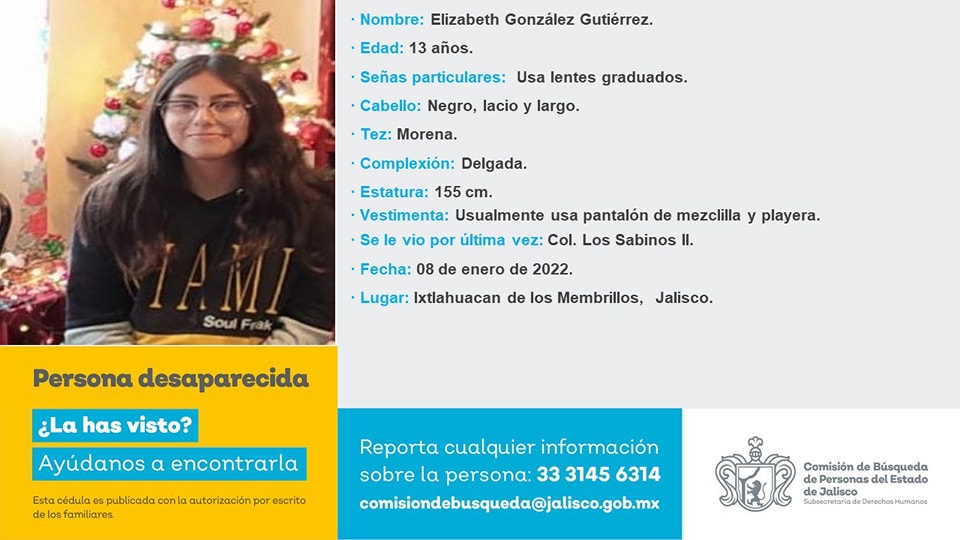 · Nombre: Elizabeth González Gutiérrez.
· Edad: 13 años.
· Señas particulares: Usa lentes graduados.
· Cabello: Negro, lacio y largo.
· Tez: Morena.
· Complexión: Delgada.
· Estatura: 155 cm.
· Vestimenta: Usualmente usa pantalón de mezclilla y playera.
· Se le vio por última vez: Col. Los Sabinos II.
· Fecha: 08 de enero de 2022.
· Lugar: Ixtlahuacan de los Membrillos, Jalisco.
IAMI
Soul Frak
Persona desaparecida
¿La has visto?
Ayúdanos a encontrarla
Esta cédula es publicada con la autorización por escrito
de los familiares.
Reporta cualquier información
sobre la persona: 33 3145 6314
comisiondebusqueda@jalisco.gob.mx
Comisión de Búsqueda
de Personas del Estado
de Jalisco
Subsecretaría de Derechos Humanos